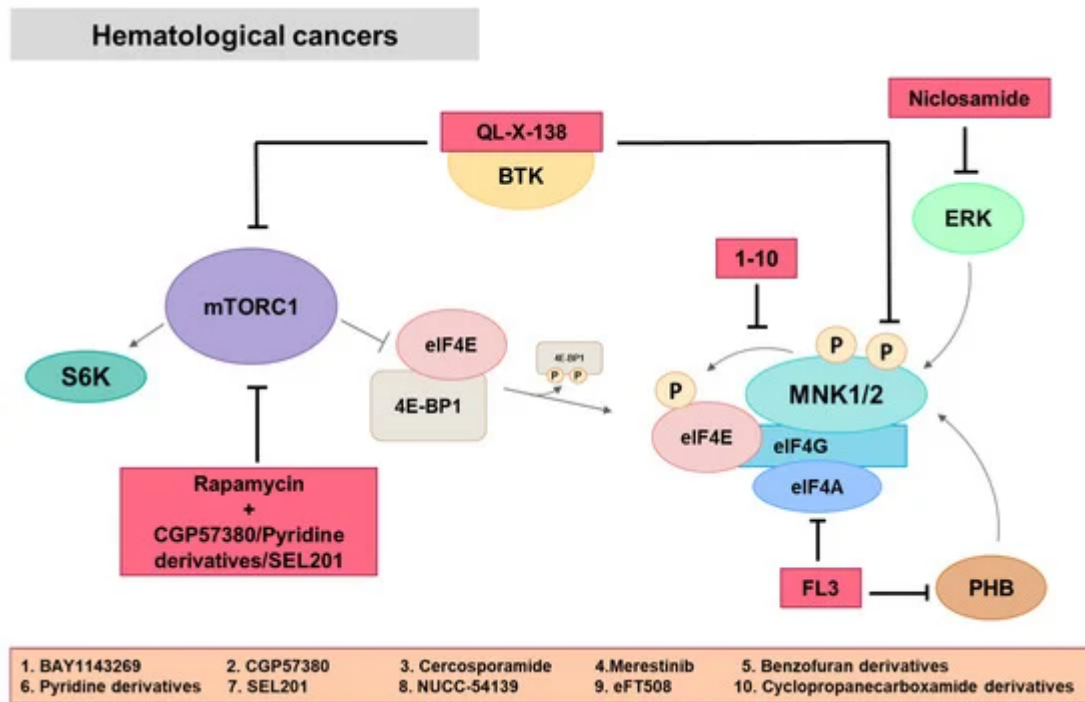 Hematological cancers
Niclosamide
QL-X-138
BTK
ERK
1-10
mTORC1
P
P
eIF4E
4E-BP1
P P
S6K
P
MNK1/2
4E-BP1
eIF4E
eIF4G
eIF4A
Rapamycin
+
CGP57380/Pyridine
derivatives/SEL201
FL3
PHB
1. BAY1143269 2. CGP57380 3. Cercosporamide 4.Merestinib 5. Benzofuran derivatives
6. Pyridine derivatives 7. SEL201 8. NUCC-54139 9. eFT508 10. Cyclopropanecarboxamide derivatives